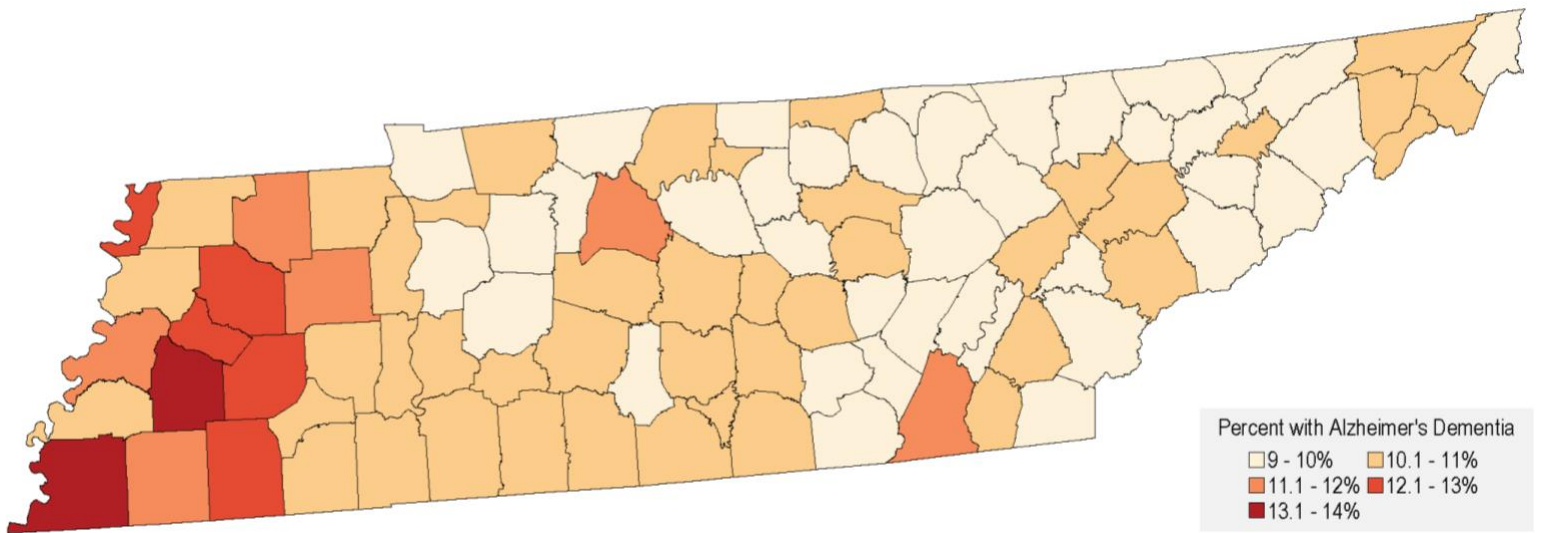 Percent with Alzheimer's Dementia
9 - 10% 10.1 - 11%
11.1 - 12% 12.1 - 13%
13.1 - 14%